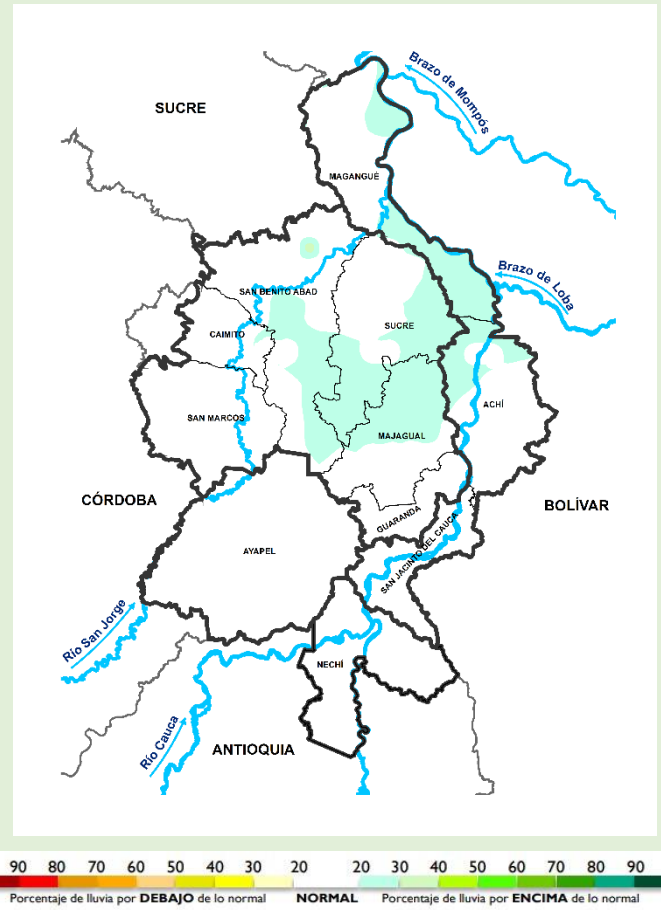 Brazo de Mompós
SUCRE
MAGANGUÉ
Brazo de Loba
SAN BENITO ABAD
SUCRE
CAIMITO
ACHÍ
SAN MARCOS
MAJAGUAL
CÓRDOBA
BOLÍVAR
GUARANDA
AYAPEL
SAN JACINTO DEL CAUCA
Río San Jorge
NECHÍ
Río Cauca
ANTIOQUIA
90 80 70 60 50 40 30 20 20 30 40 50 60 70 80 90
Porcentaje de lluvia por DEBAJO de lo normal NORMAL Porcentaje de lluvia por ENCIMA de lo normal